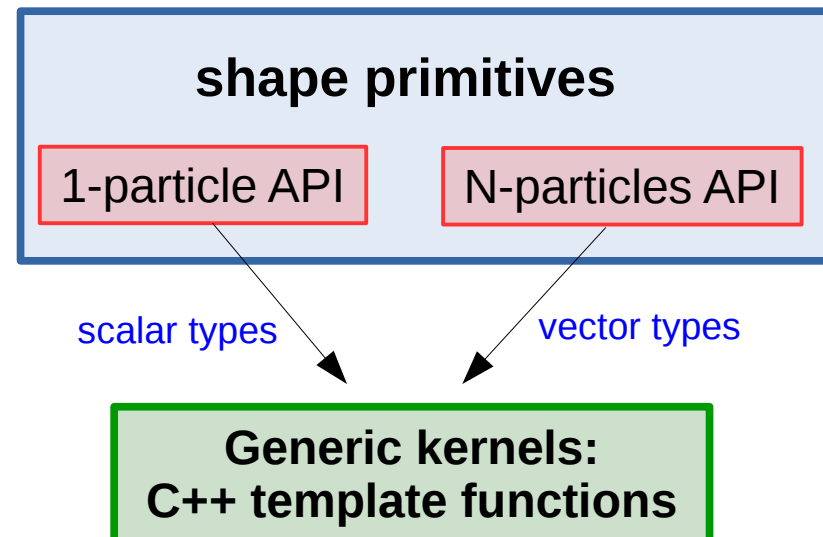 shape primitives
1-particle API
N-particles API
scalar types
vector types
Generic kernels:
C++ template functions